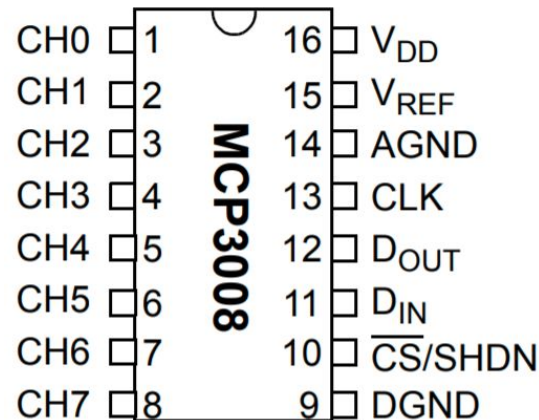 CH0 1 16 VDD
CH1 2 15 VREF
CH2 3 14 AGND
CH3 4 13 CLK
CH4 5 12 DOUT
CH5 6 11 DIN
CH6 7 10 CS/SHDN
CH7 8 9 DGND
MCP3008